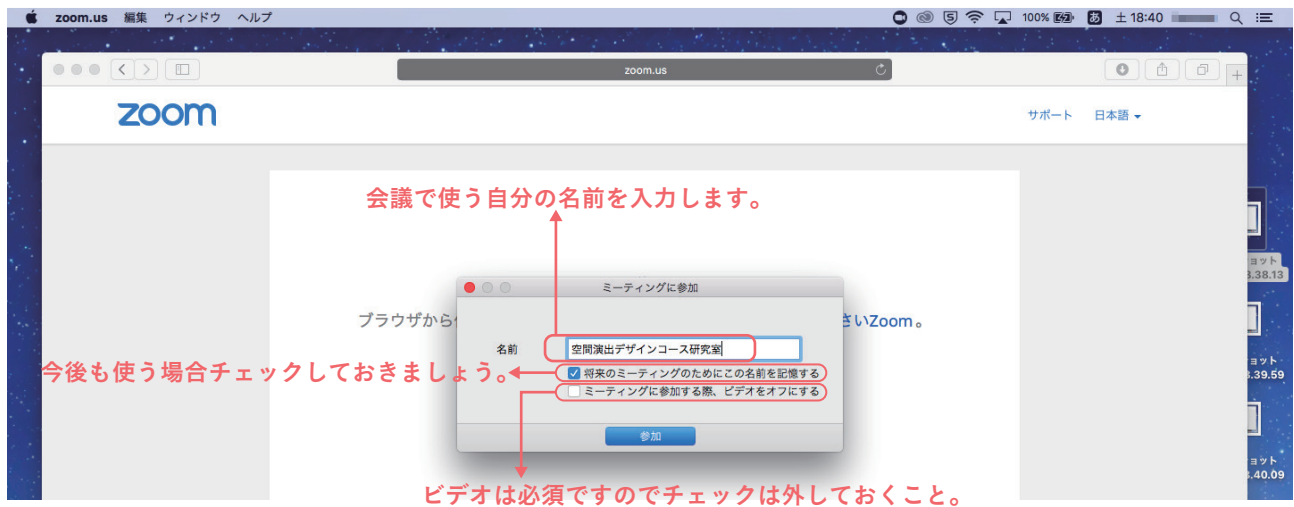 zoom.us 編集 ウィンドウ ヘルプ 100% あ 土 18:40
zoom.us
zoom
サポート 日本語
会議で使う自分の名前を入力します。
ミーティングに参加
ブラウザから
さいZoom。
名前 空間演出デザインコース研究室
今後も使う場合チェックしておきましょう。
将来のミーティングのためにこの名前を記憶する
ミーティングに参加する際、ビデオをオフにする
参加
ビデオは必須ですのでチェックは外しておくこと。
ョット
3.38.13
ョット
3.39.59
ョット
.40.09